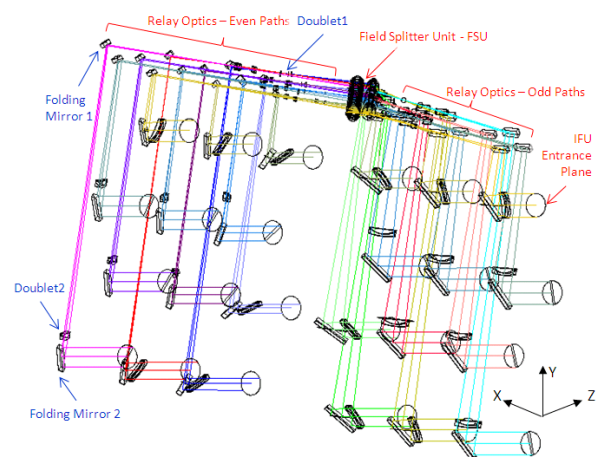 Relay Optics – Even Paths
Doublet1
Field Splitter Unit - FSU
Folding
Mirror 1
Relay Optics – Odd Paths
IFU
Entrance
Plane
Doublet2
Folding Mirror 2
X
Y
Z